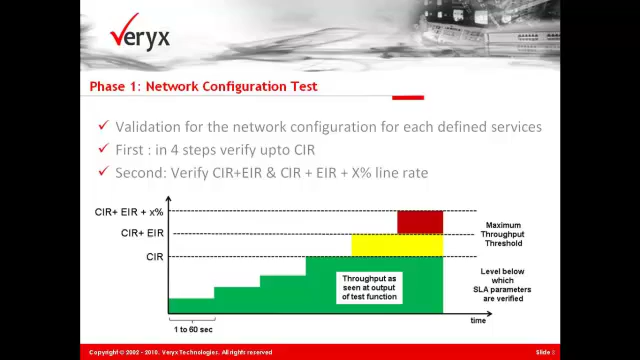 Veryx
Phase 1: Network Configuration Test
Validation for the network configuration for each defined services
First : in 4 steps verify upto CIR
Second: Verify CIR+EIR & CIR + EIR + X% line rate
CIR+ EIR + x%
CIR+ EIR
CIR
Maximum
Throughput
Threshold
Throughput as
seen at output
of test function
Level below
which
SLA parameters
are verified
time
1 to 60 sec
Copyright © 2002 - 2010. Veryx Technologies. All rights reserved
Slide